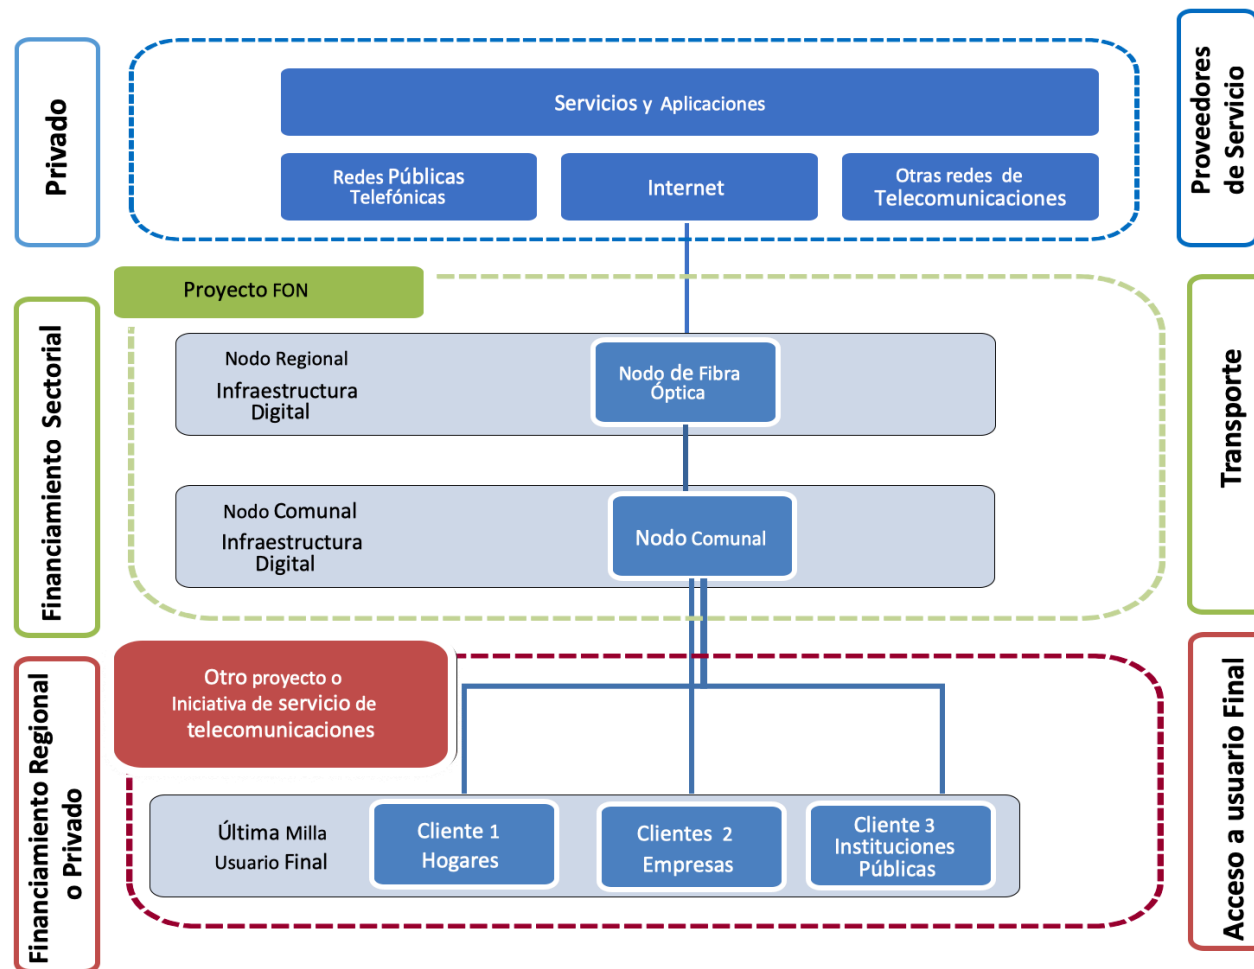 Privado
Servicios y Aplicaciones
Redes Públicas
Telefónicas
Internet
Otras redes de
Telecomunicaciones
Proveedores
de Servicio
Financiamiento Sectorial
Proyecto FON
Nodo Regional
Infraestructura
Digital
Nodo de Fibra
Óptica
Nodo Comunal
Infraestructura
Digital
Nodo Comunal
Transporte
Financiamiento Regional
o Privado
Otro proyecto o
Iniciativa de servicio de
telecomunicaciones
Última Milla
Usuario Final
Cliente 1
Hogares
Clientes 2
Empresas
Cliente 3
Instituciones
Públicas
Acceso a usuario Final